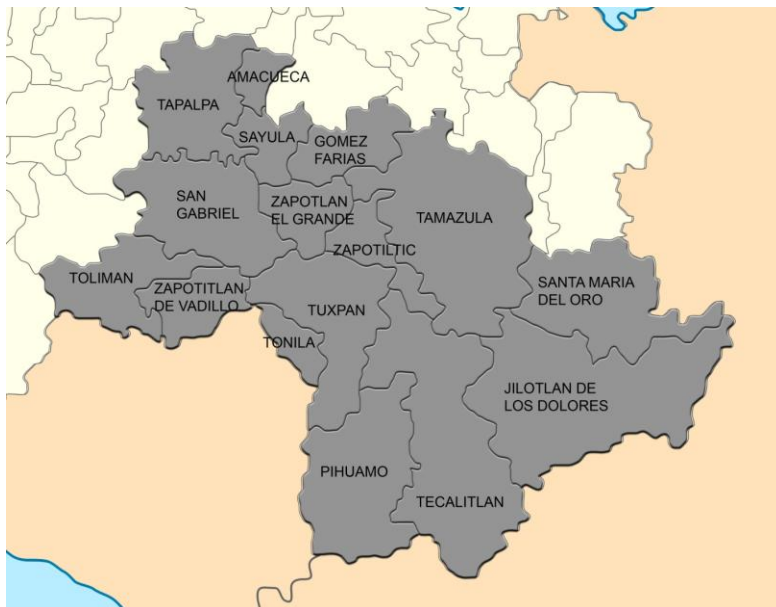 AMACUECA
TAPALPA
SAYULA
GOMEZ
FARIAS
SAN
GABRIEL
ZAPOTLAN
EL GRANDE
TAMAZULA
ZAPOTILTIC
TOLIMAN
ZAPOTITLAN
DE VADILLO
SANTA MARIA
DEL ORO
TUXPAN
TONILA
JILOTLAN DE
LOS DOLORES
PIHUAMO
TECALITLAN